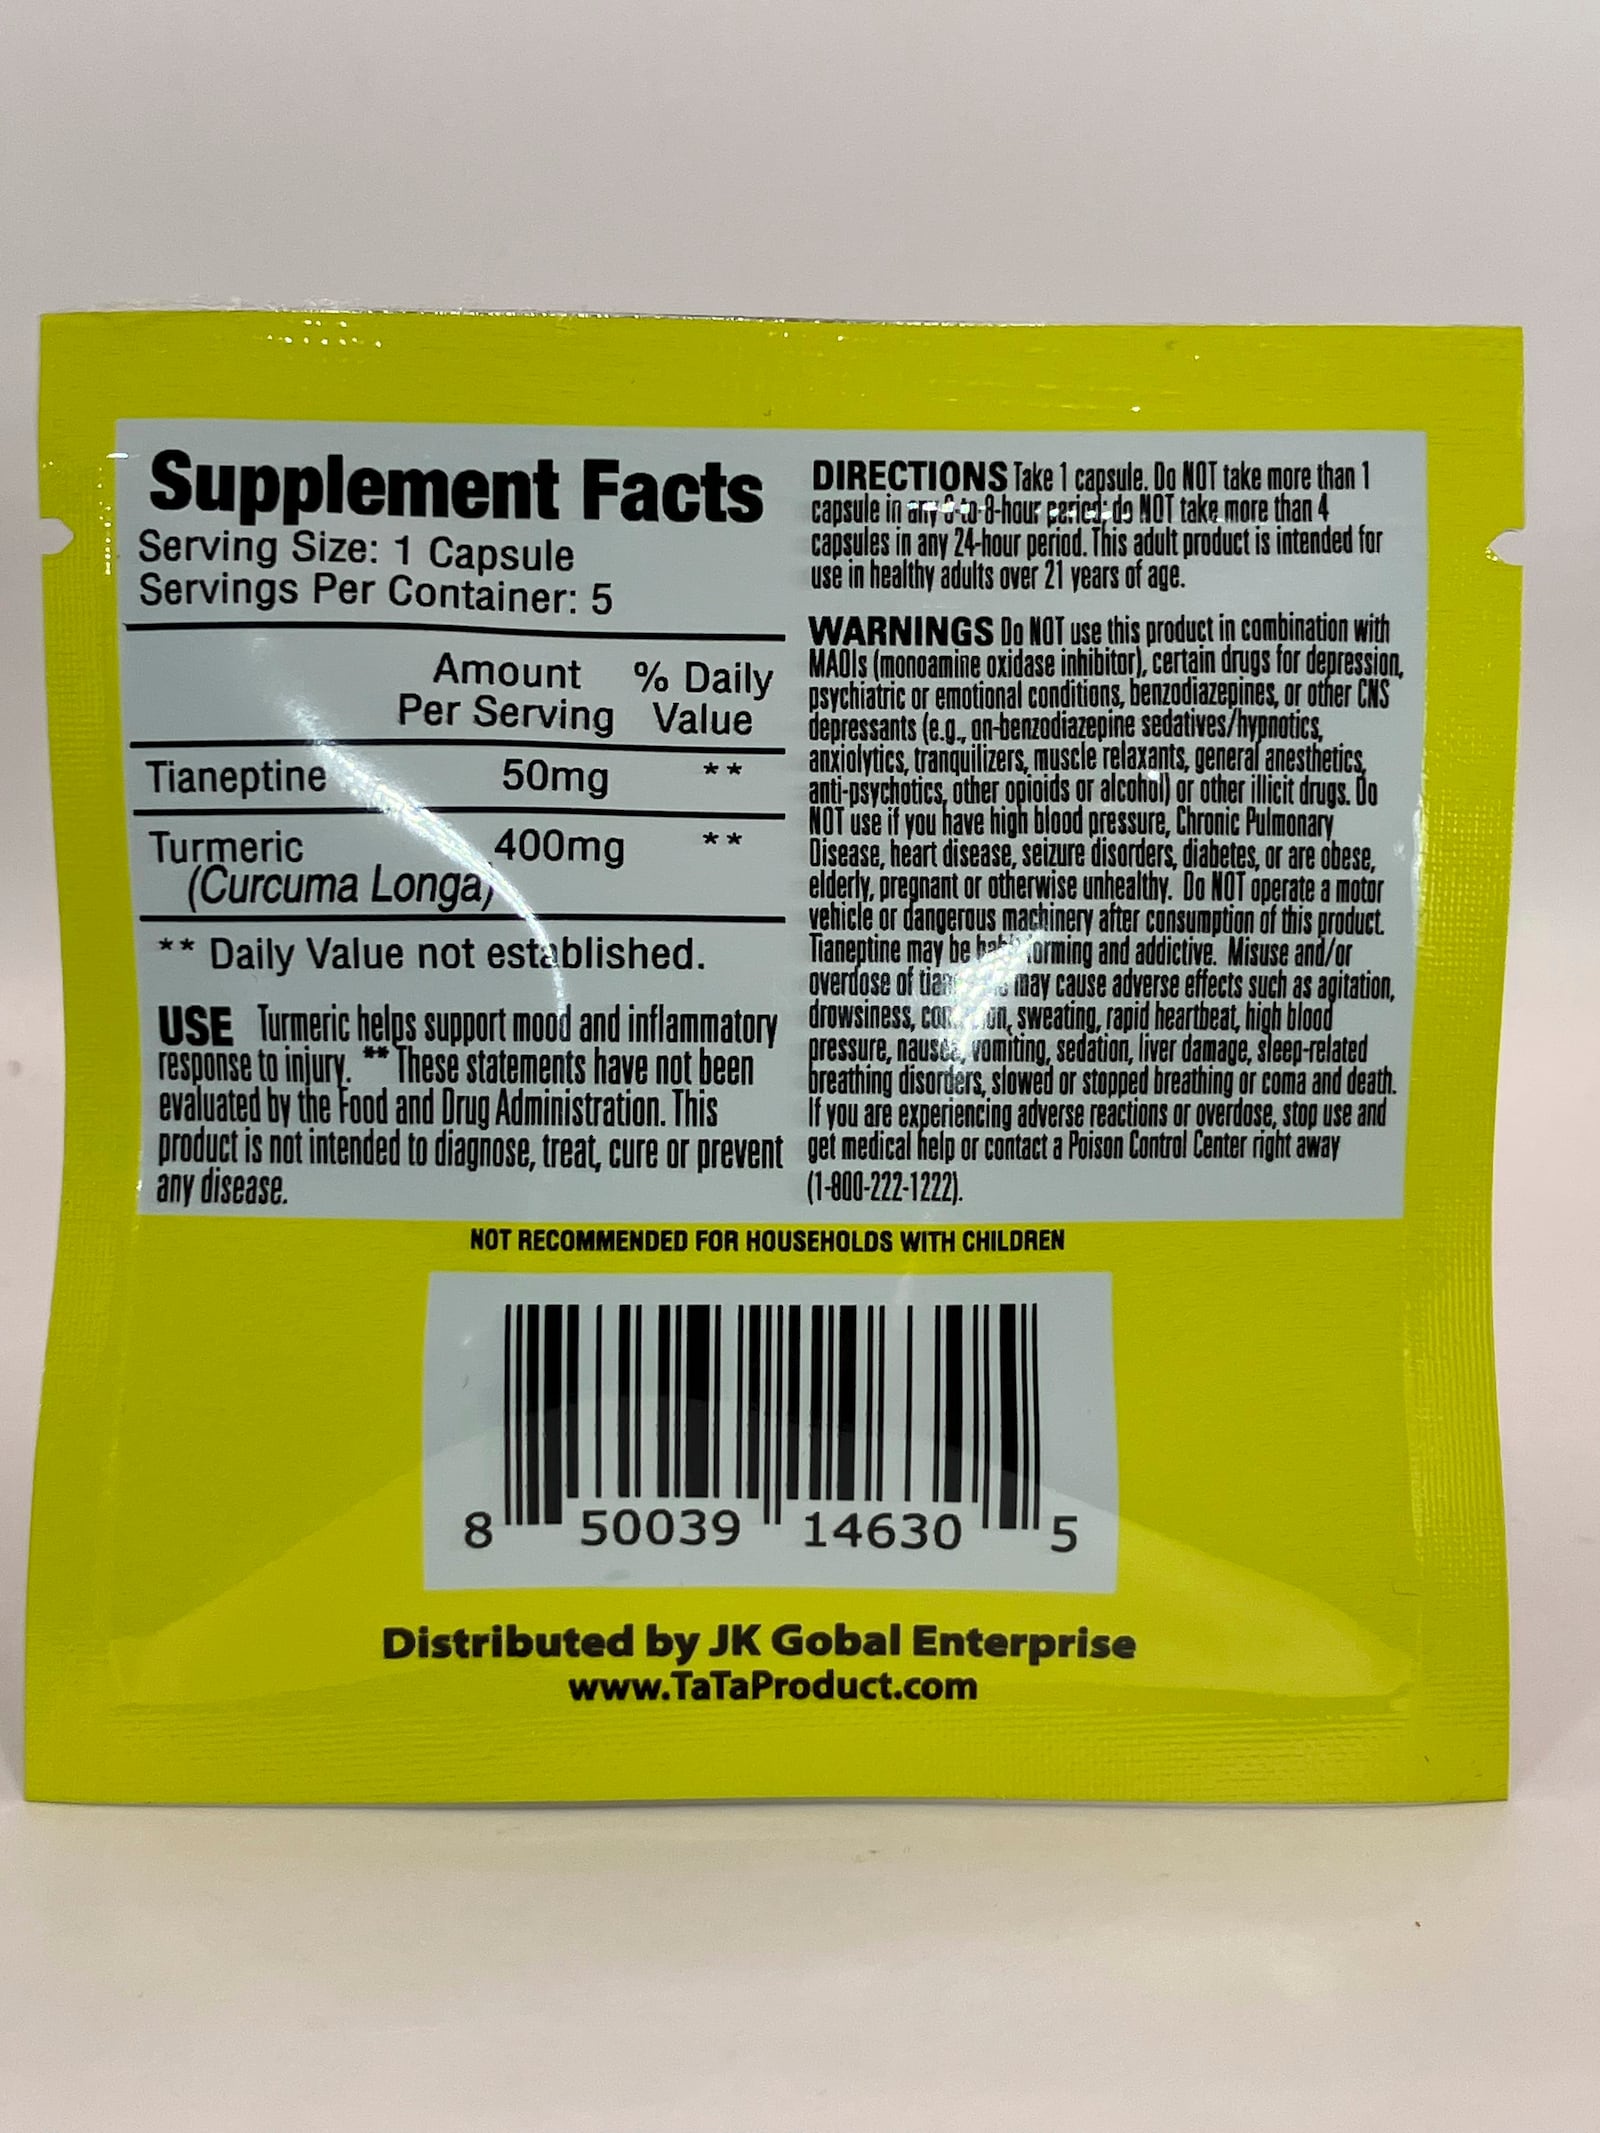 Supplement Facts
Serving Size: 1 Capsule
Servings Per Container: 5
Amount % Daily
Per Serving Value
Tianeptine 50mg **
Turmeric 400mg **
(Curcuma Longa)
** Daily Value not established.
USE Turmeric helps support mood and inflammatory
response to injury. ** These statements have not been
evaluated by the Food and Drug Administration. This
product is not intended to diagnose, treat, cure or prevent
any disease.
DIRECTIONS Take 1 capsule. Do NOT take more than 1
capsule in any to-8-hour period; do NOT take more than 4
capsules in any 24-hour period. This adult product is intended for
use in healthy adults over 21 years of age.
WARNINGS Do NOT use this product in combination with
MAOIs (monoamine oxidase inhibitor), certain drugs for depression,
psychiatric or emotional conditions, benzodiazepines, or other CNS
depressants (e.g., on-benzodiazepine sedatives/hypnotics,
anxiolytics, tranquilizers, muscle relaxants, general anesthetics,
anti-psychotics, other opioids or alcohol) or other illicit drugs. Do
NOT use if you have high blood pressure, Chronic Pulmonary
Disease, heart disease, seizure disorders, diabetes, or are obese,
elderly, pregnant or otherwise unhealthy. Do NOT operate a motor
vehicle or dangerous machinery after consumption of this product.
Tianeptine may be forming and addictive. Misuse and/or
overdose of may cause adverse effects such as agitation,
drowsiness, sweating, rapid heartbeat, high blood
pressure, nausea, vomiting, sedation, liver damage, sleep-related
breathing disorders, slowed or stopped breathing or coma and death.
If you are experiencing adverse reactions or overdose, stop use and
get medical help or contact a Poison Control Center right away
(1-800-222-1222).
NOT RECOMMENDED FOR HOUSEHOLDS WITH CHILDREN
8 50039 14630 5
Distributed by JK Gobal Enterprise
www.TaTaProduct.com